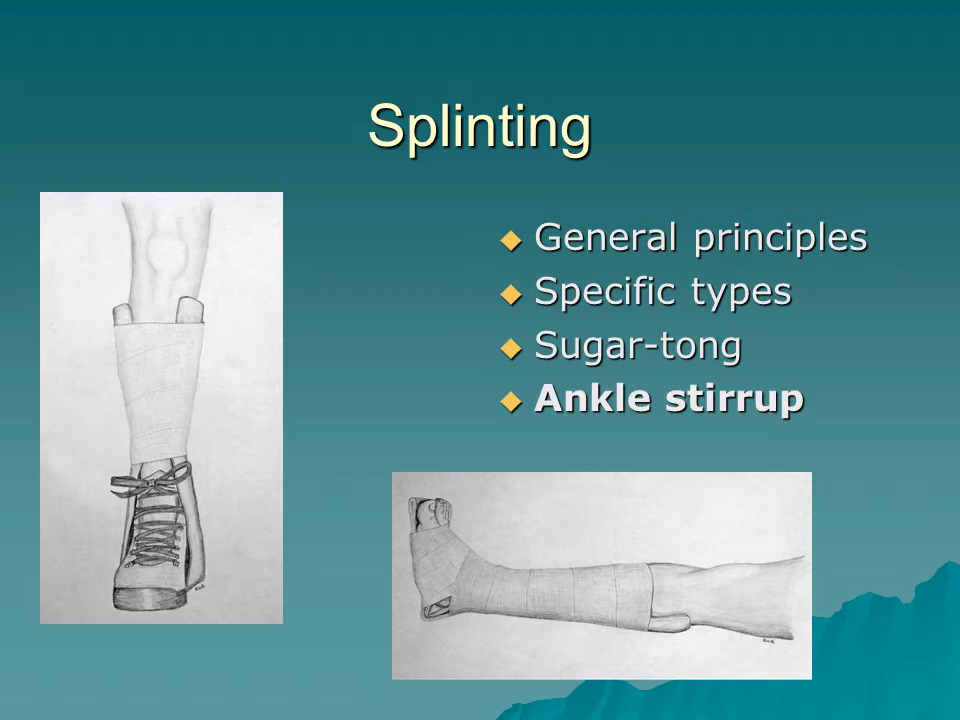 Splinting
General principles
Specific types
Sugar-tong
Ankle stirrup